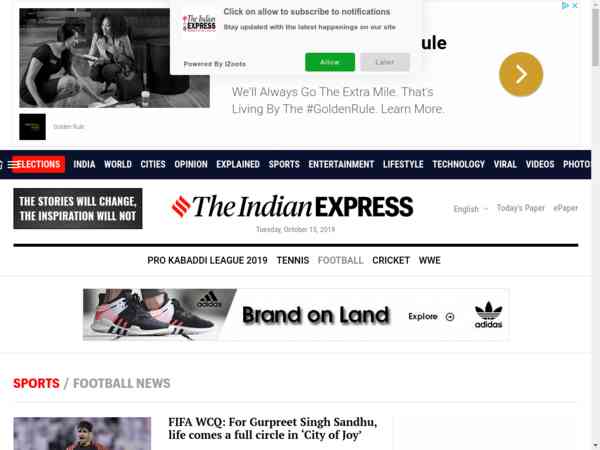 Click on allow to subscribe to notifications
Stay updated with the latest happenings on our site
The Indian
EXPRESS
Powered By iZooto
Allow
Later
Rule
We'll Always Go The Extra Mile. That's
Living By The #GoldenRule. Learn More.
Golden Rule
ELECTIONS INDIA WORLD CITIES OPINION EXPLAINED SPORTS ENTERTAINMENT LIFESTYLE TECHNOLOGY VIRAL VIDEOS PHOTOS
THE STORIES WILL CHANGE,
THE INSPIRATION WILL NOT
The Indian EXPRESS
English
Today's Paper
ePaper
Tuesday, October 15, 2019
PRO KABADDI LEAGUE 2019 TENNIS FOOTBALL CRICKET WWE
adidas
Brand on Land
Explore
adidas
SPORTS / FOOTBALL NEWS
FIFA WCQ: For Gurpreet Singh Sandhu,
life comes a full circle in ‘City of Joy’